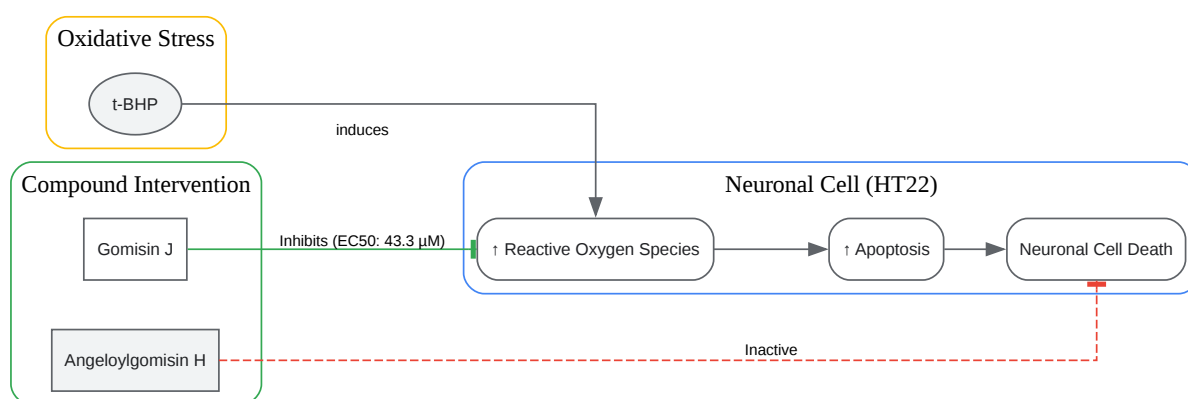 Oxidative Stress
t-BHP
induces
Compound Intervention
Neuronal Cell (HT22)
Gomisin J
Inhibits (EC50: 43.3 µM)
↑ Reactive Oxygen Species
↑ Apoptosis
Neuronal Cell Death
Angeloylgomisin H
Inactive